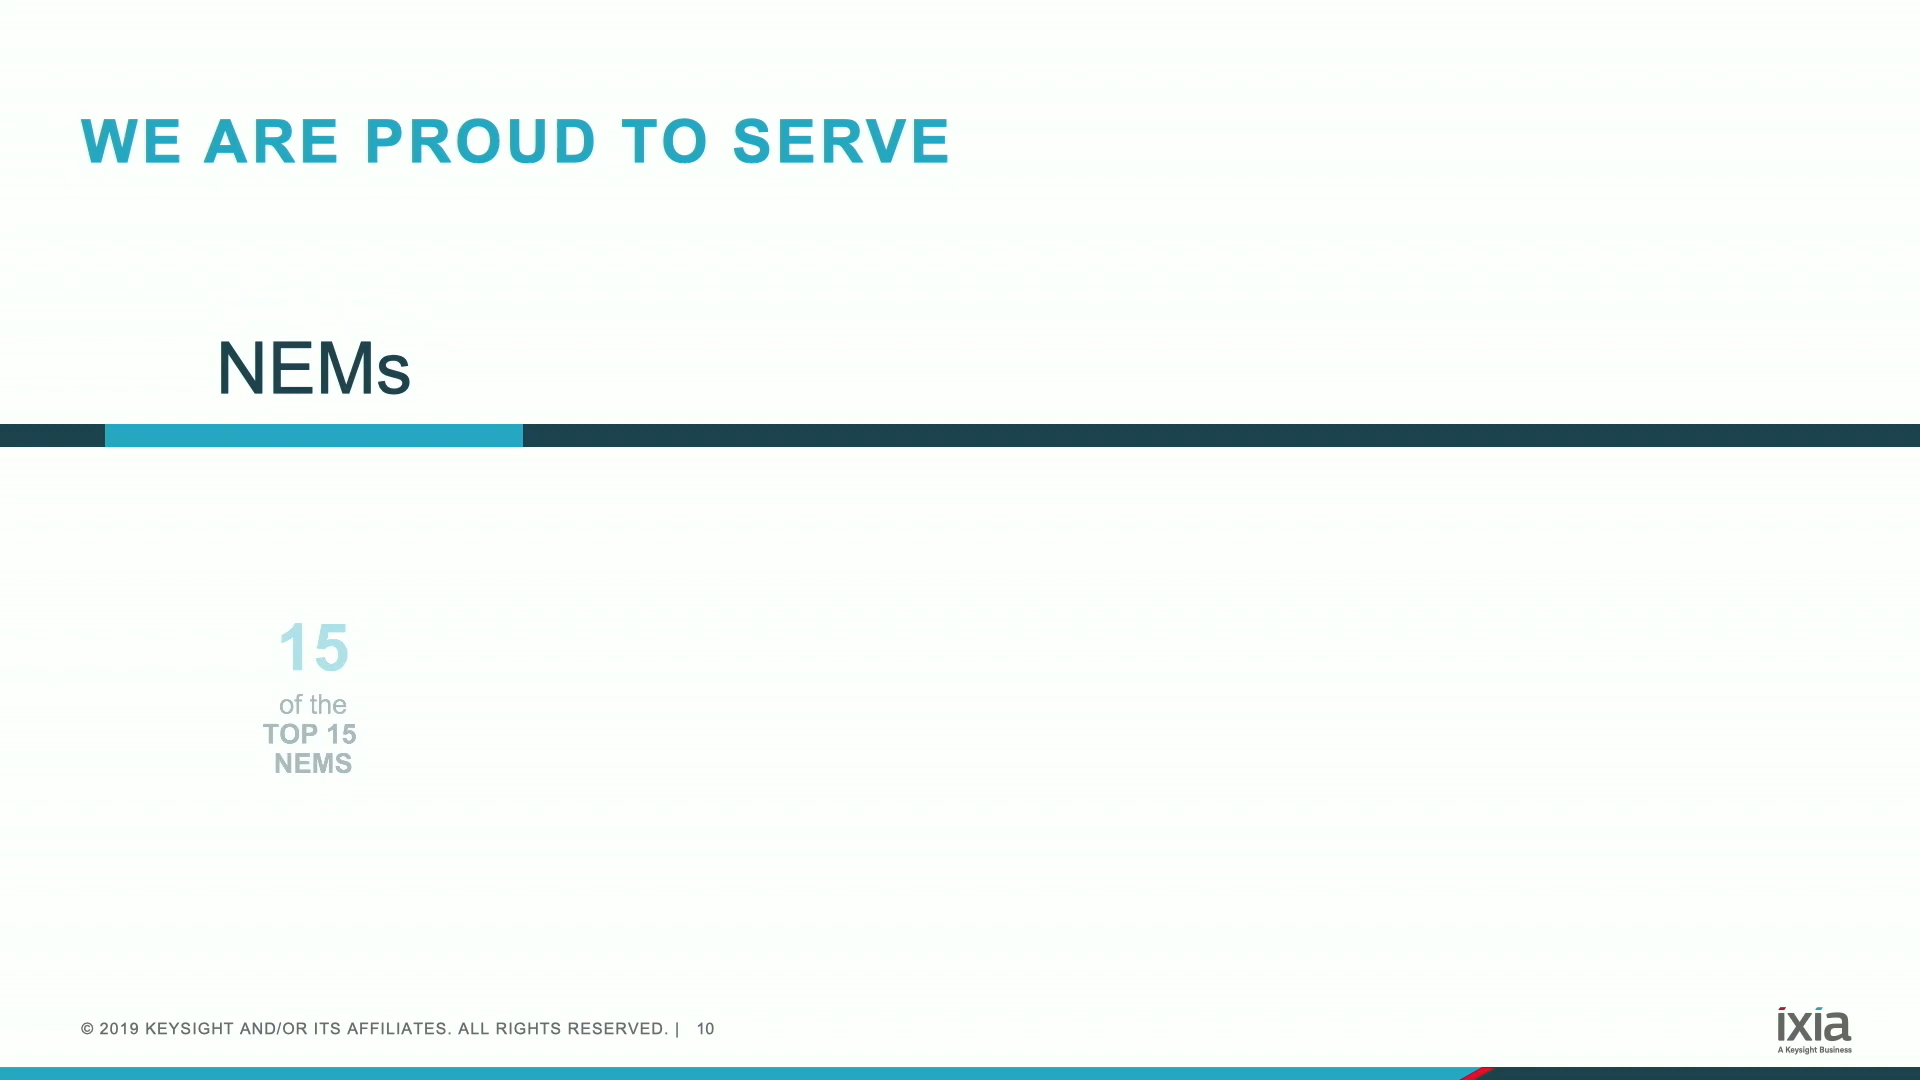 WE ARE PROUD TO SERVE
NEMs
15
of the
TOP 15
NEMS
© 2019 KEYSIGHT AND/OR ITS AFFILIATES. ALL RIGHTS RESERVED. | 10
ixia
A Keysight Business